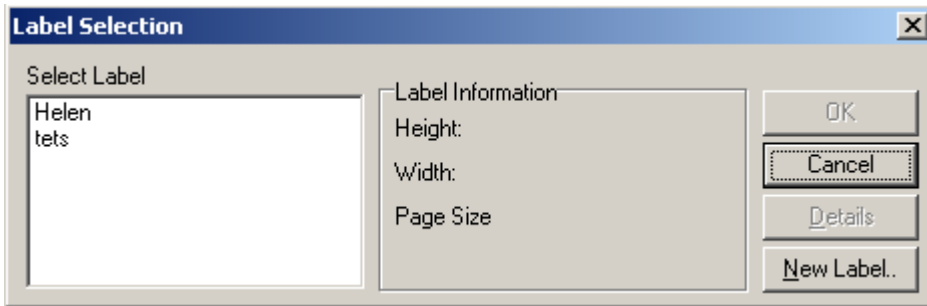 Label Selection
Select Label
Helen
tets
Label Information
Height:
Width:
Page Size
OK
Cancel
Details
New Label..